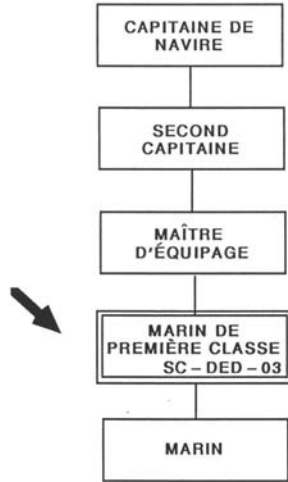 CAPITAINE DE
NAVIRE
SECOND
CAPITAINE
MAÎTRE
D'ÉQUIPAGE
MARIN DE
PREMIÈRE CLASSE
SC – DED – 03
MARIN